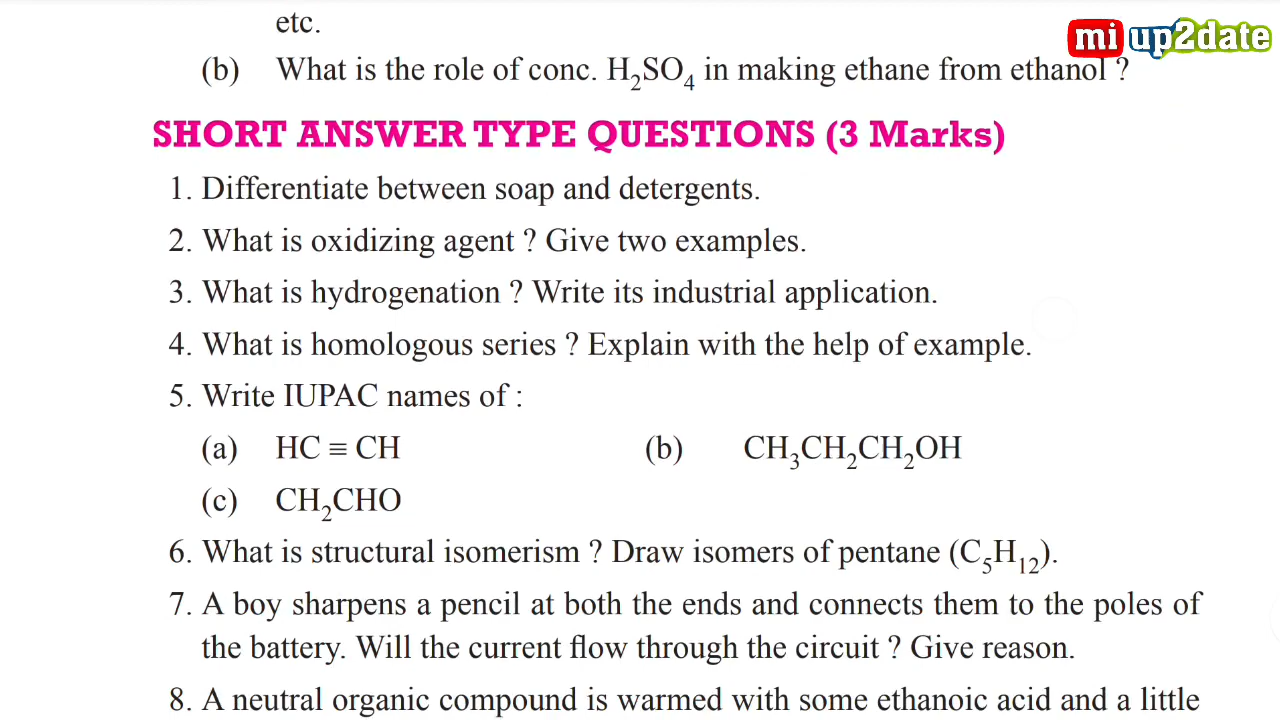 etc.
mi up2date
(b) What is the role of conc. H₂SO₄ in making ethane from ethanol ?
SHORT ANSWER TYPE QUESTIONS (3 Marks)
1. Differentiate between soap and detergents.
2. What is oxidizing agent ? Give two examples.
3. What is hydrogenation ? Write its industrial application.
4. What is homologous series ? Explain with the help of example.
5. Write IUPAC names of :
(a) HC ≡ CH (b) CH₃CH₂CH₂OH
(c) CH₂CHO
6. What is structural isomerism ? Draw isomers of pentane (C₅H₁₂).
7. A boy sharpens a pencil at both the ends and connects them to the poles of
the battery. Will the current flow through the circuit ? Give reason.
8. A neutral organic compound is warmed with some ethanoic acid and a little